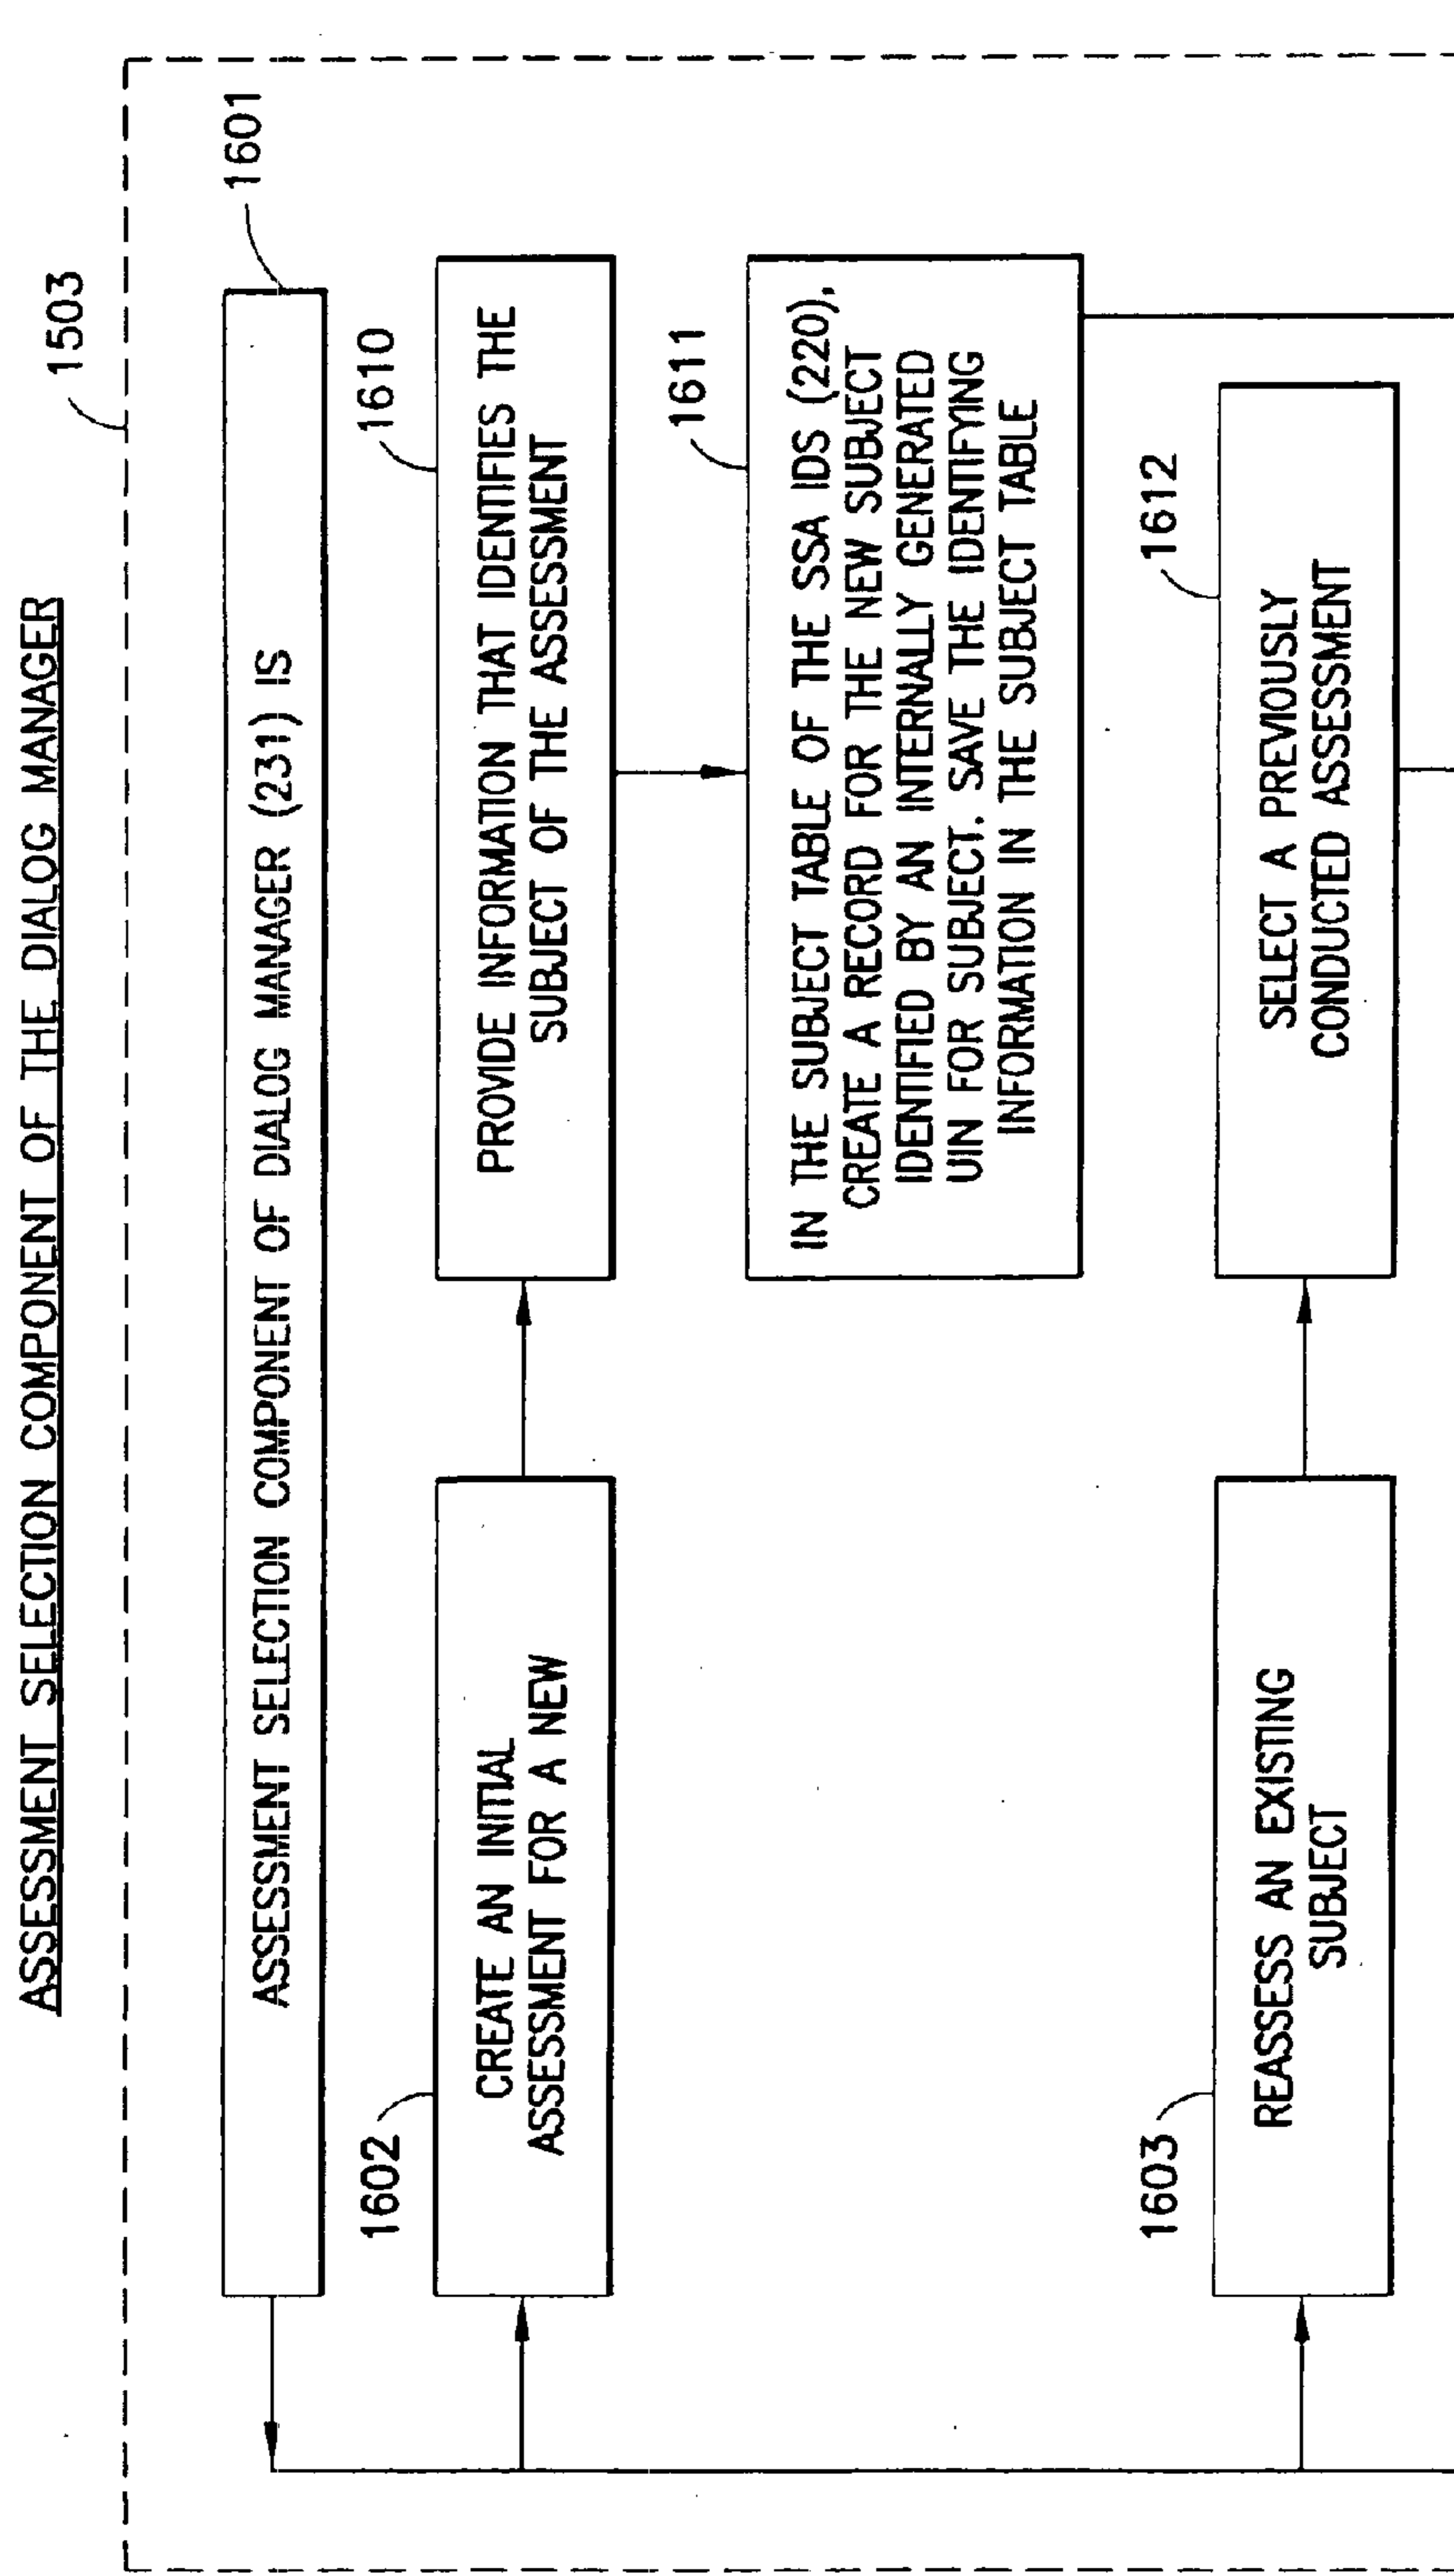 ASSESSMENT SELECTION COMPONENT OF THE DIALOG MANAGER
1503
1601
ASSESSMENT SELECTION COMPONENT OF DIALOG MANAGER (231) IS
1602
CREATE AN INITIAL
ASSESSMENT FOR A NEW
1610
PROVIDE INFORMATION THAT IDENTIFIES THE
SUBJECT OF THE ASSESSMENT
1611
IN THE SUBJECT TABLE OF THE SSA IDS (220),
CREATE A RECORD FOR THE NEW SUBJECT
IDENTIFIED BY AN INTERNALLY GENERATED
UIN FOR SUBJECT. SAVE THE IDENTIFYING
INFORMATION IN THE SUBJECT TABLE
1603
REASSESS AN EXISTING
SUBJECT
1612
SELECT A PREVIOUSLY
CONDUCTED ASSESSMENT